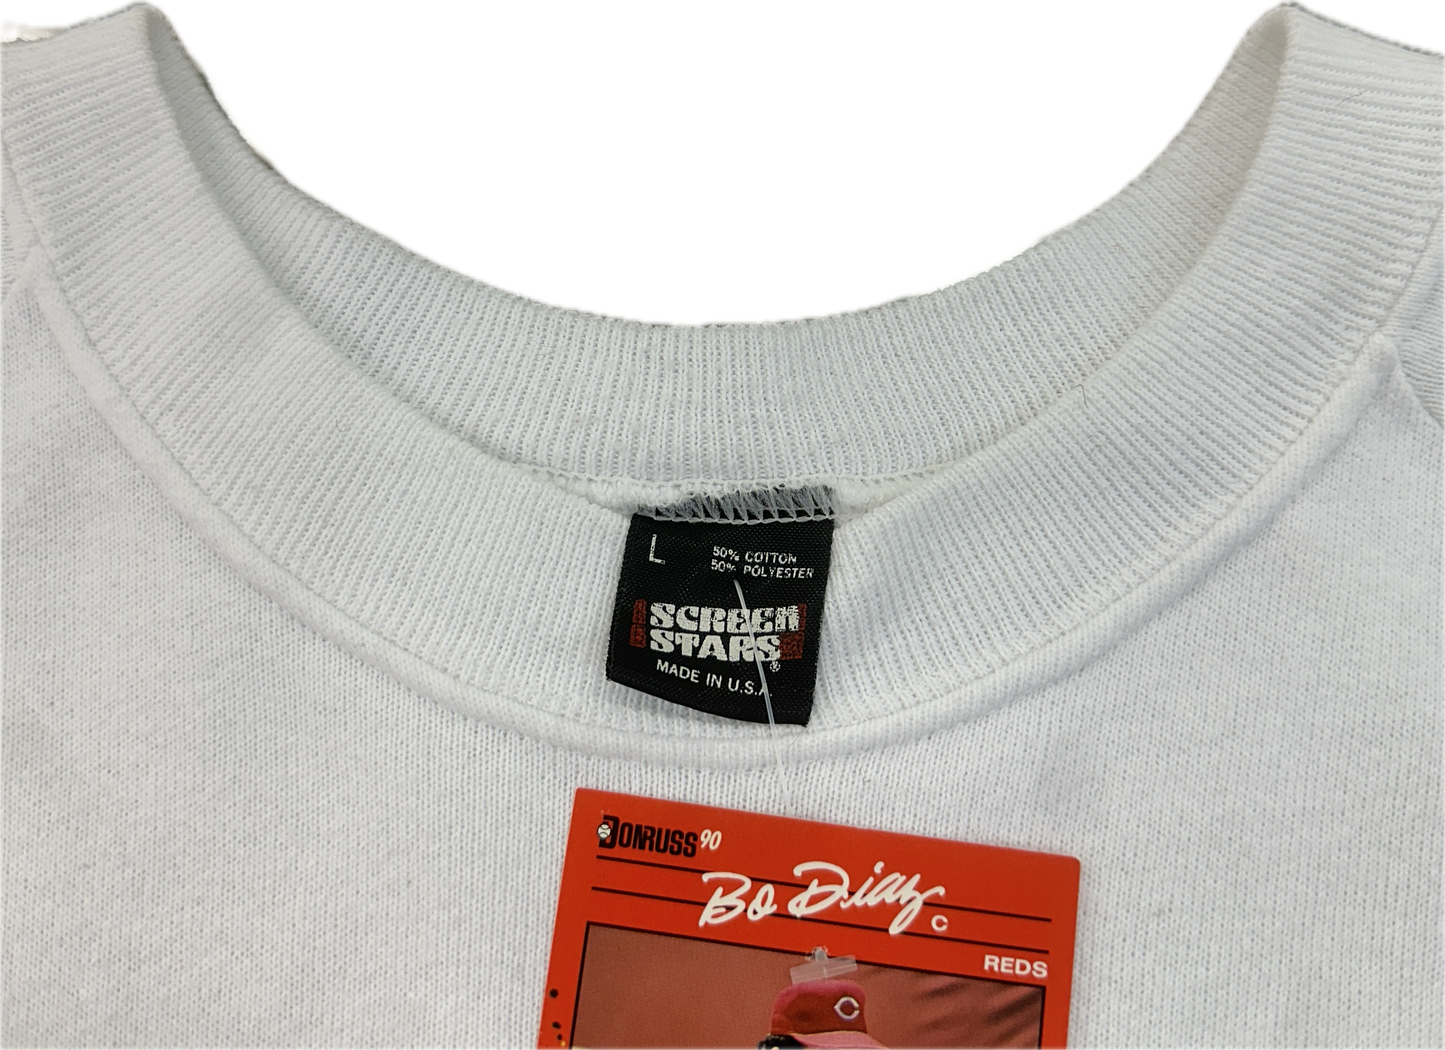 L
50% COTTON
50% POLYESTER
SCREEN
STARS®
MADE IN U.S.A.
DONRUSS 90
Bo Diaz C
REDS
C